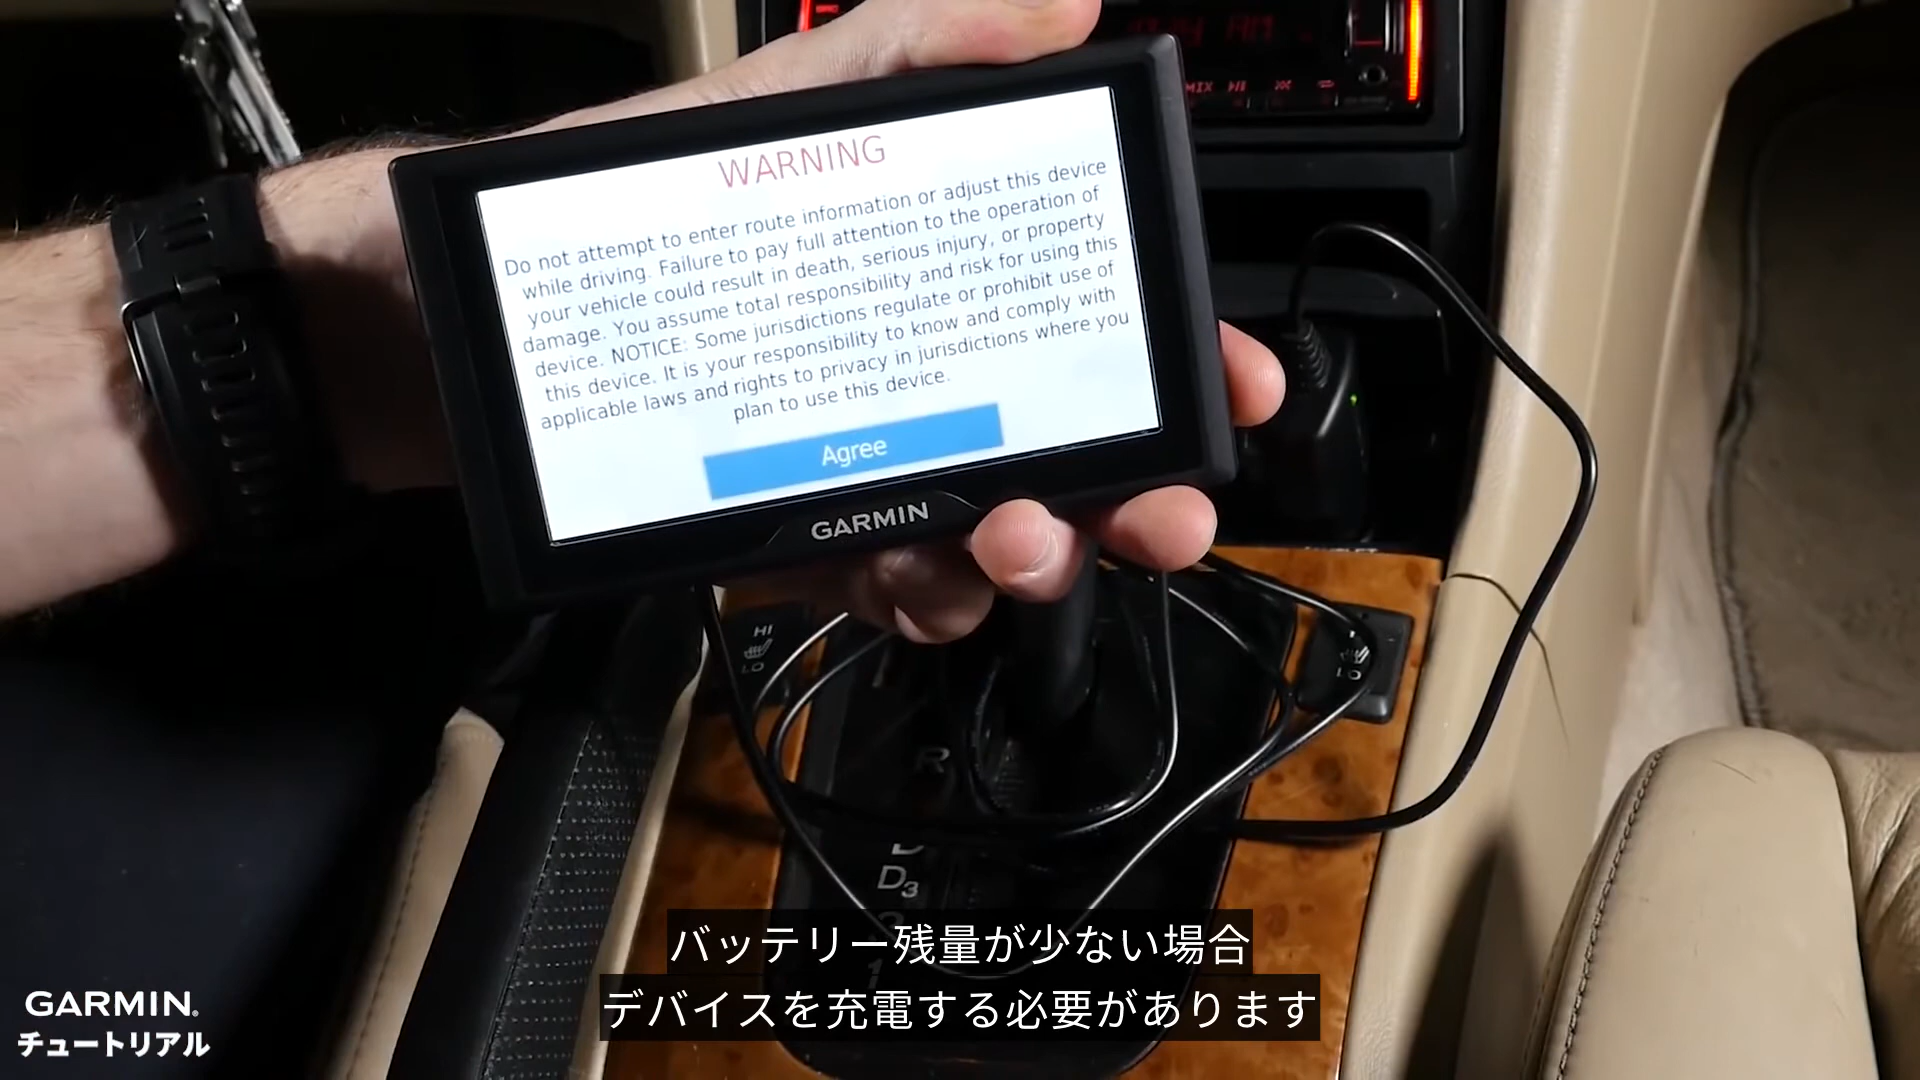 WARNING
Do not attempt to enter route information or adjust this device
while driving. Failure to pay full attention to the operation of
your vehicle could result in death, serious injury, or property
damage. You assume total responsibility and risk for using this
device. NOTICE: Some jurisdictions regulate or prohibit use of
this device. It is your responsibility to know and comply with
applicable laws and rights to privacy in jurisdictions where you
plan to use this device.
Agree
GARMIN
MIX
HI
LO
LO
R
D
D3
バッテリー残量が少ない場合
デバイスを充電する必要があります
GARMIN®
チュートリアル